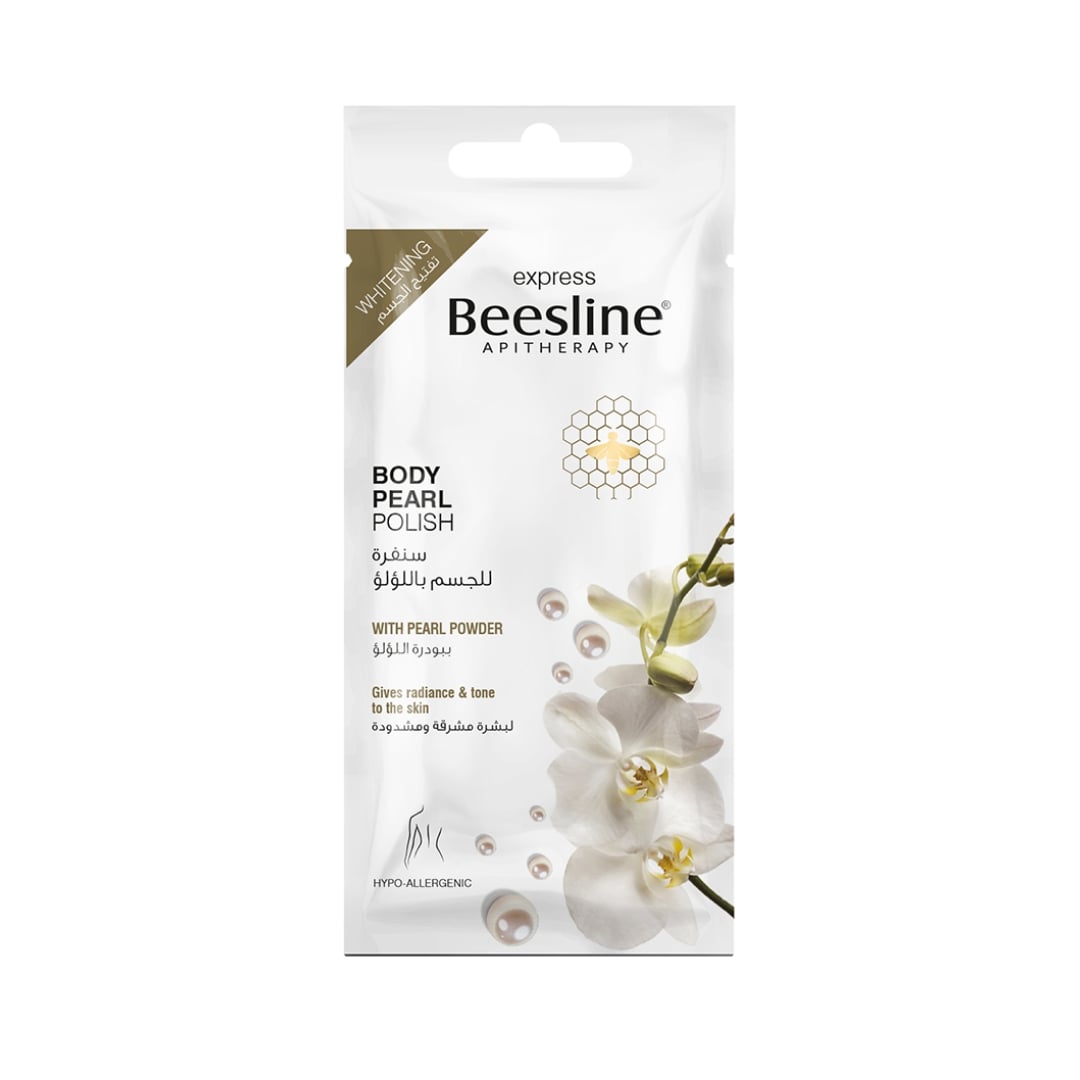 WHITENING
تفتيح الجسم
express
Beesline®
APITHERAPY
BODY
PEARL
POLISH
سنفرة
للجسم باللؤلؤ
WITH PEARL POWDER
ببودرة اللؤلؤ
Gives radiance & tone
to the skin
لبشرة مشرقة ومشدودة
HYPO-ALLERGENIC